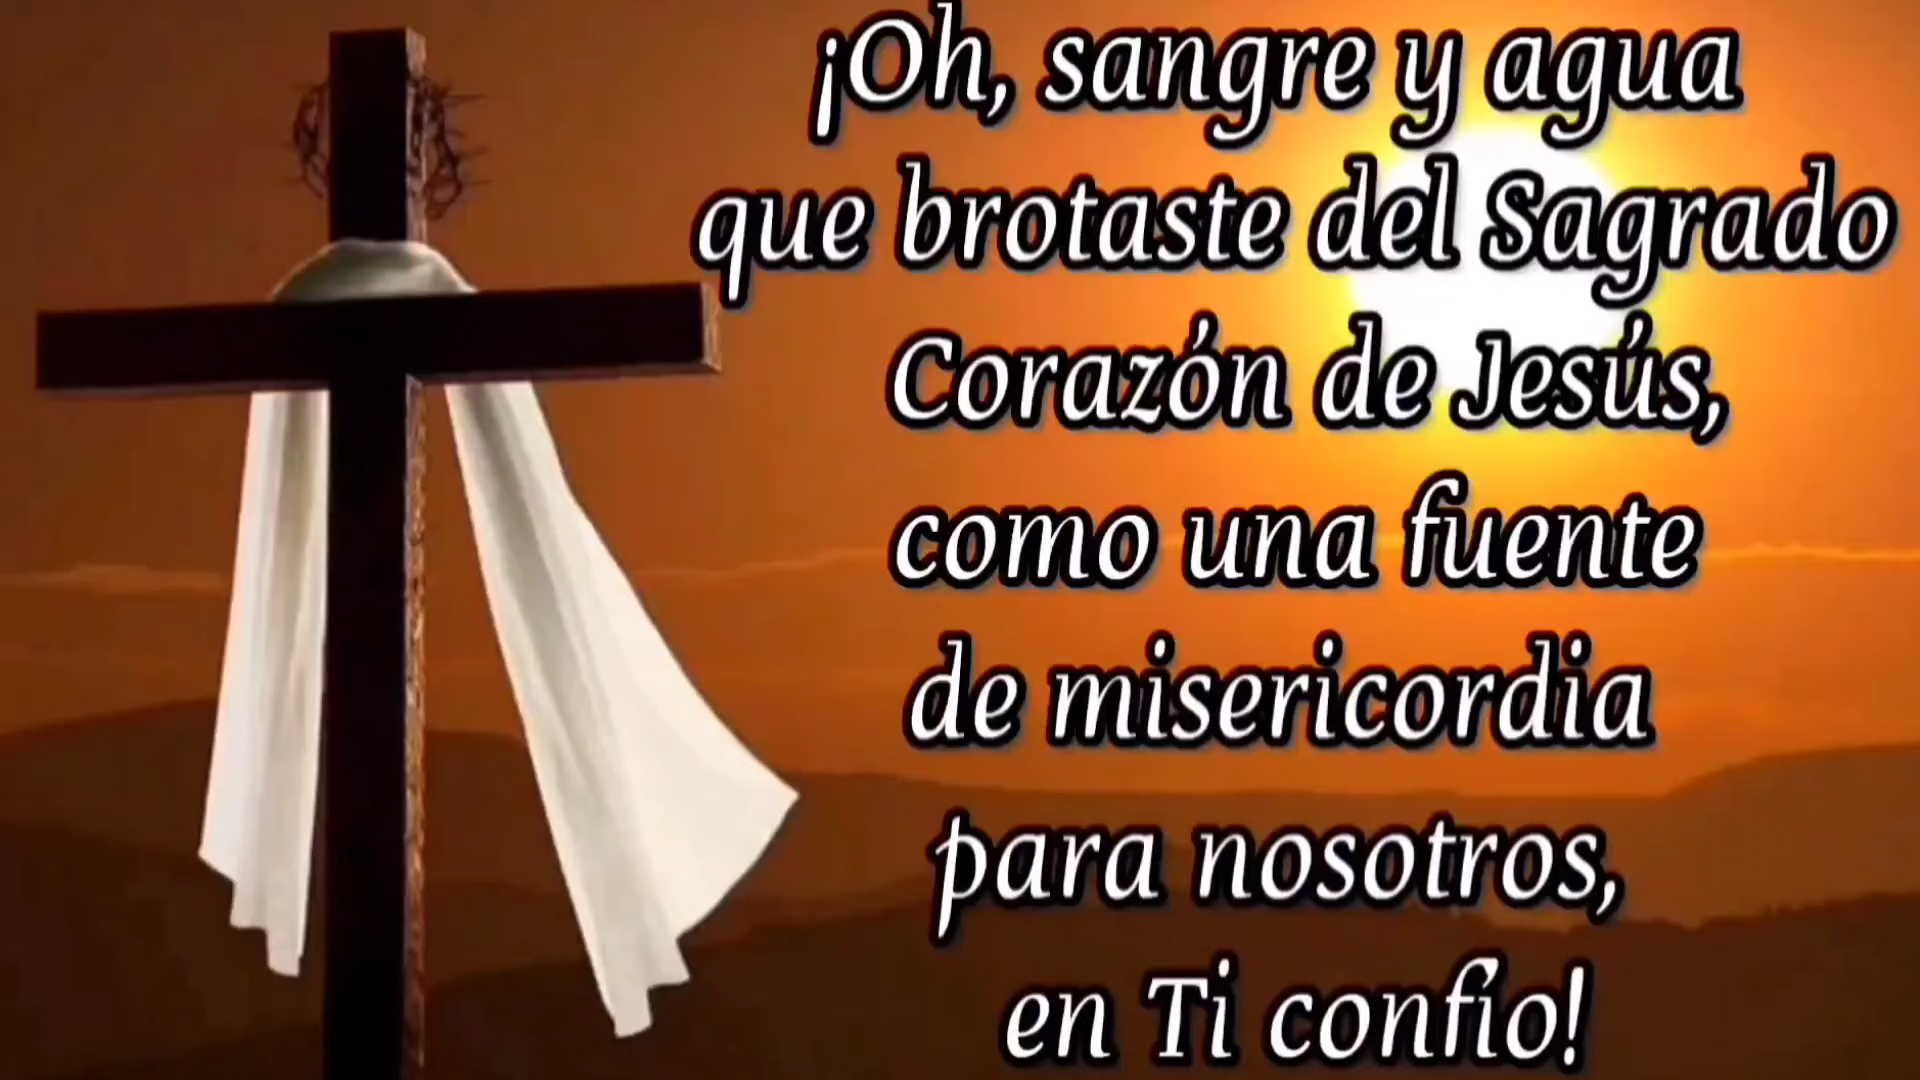 ¡Oh, sangre y agua
que brotaste del Sagrado
Corazón de Jesús,
como una fuente
de misericordia
para nosotros,
en Ti confío!